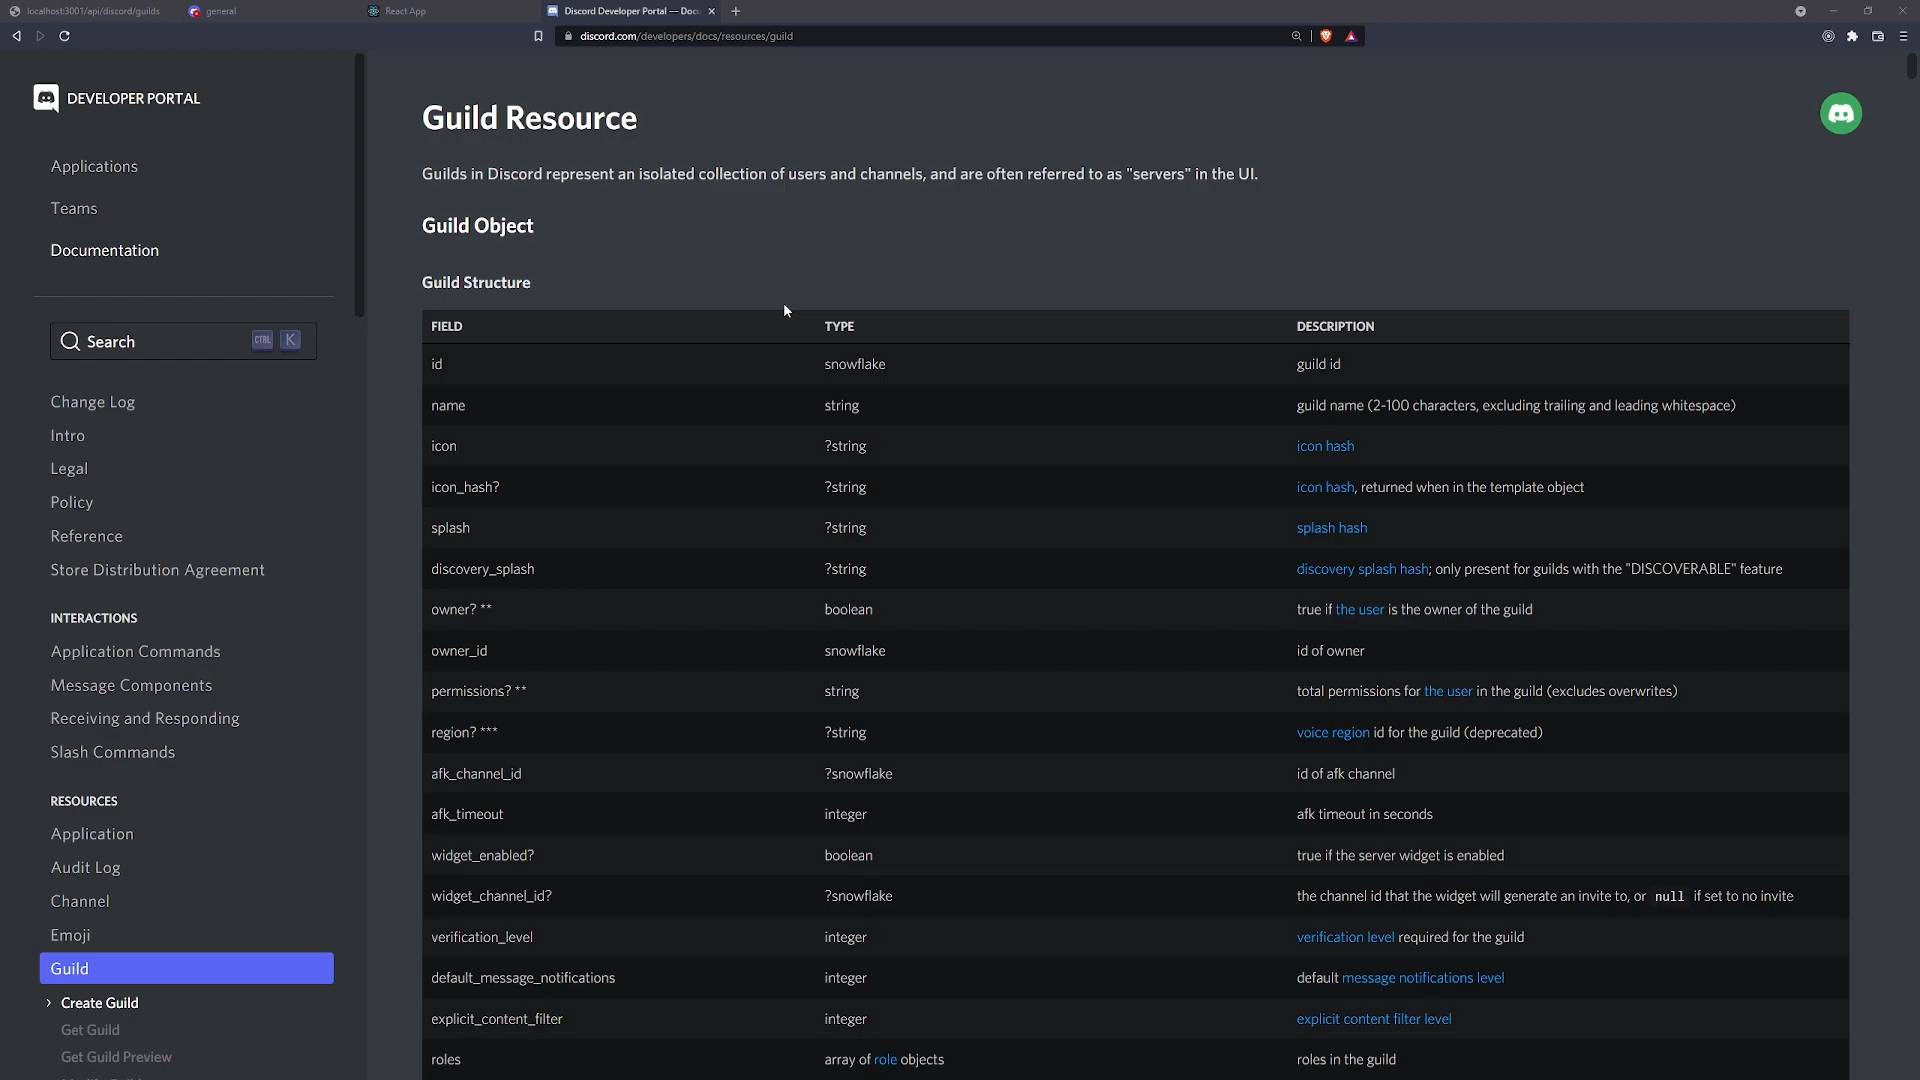 localhost:3001/api/discord/guilds
general
React App
Discord Developer Portal — Doc
discord.com/developers/docs/resources/guild
DEVELOPER PORTAL
Applications
Teams
Documentation
Search CTRL K
Change Log
Intro
Legal
Policy
Reference
Store Distribution Agreement
INTERACTIONS
Application Commands
Message Components
Receiving and Responding
Slash Commands
RESOURCES
Application
Audit Log
Channel
Emoji
Guild
Create Guild
Get Guild
Get Guild Preview
Guild Resource
Guilds in Discord represent an isolated collection of users and channels, and are often referred to as "servers" in the UI.
Guild Object
Guild Structure
FIELD TYPE DESCRIPTION
id snowflake guild id
name string guild name (2-100 characters, excluding trailing and leading whitespace)
icon ?string icon hash
icon_hash? ?string icon hash, returned when in the template object
splash ?string splash hash
discovery_splash ?string discovery splash hash; only present for guilds with the "DISCOVERABLE" feature
owner? ** boolean true if the user is the owner of the guild
owner_id snowflake id of owner
permissions? ** string total permissions for the user in the guild (excludes overwrites)
region? *** ?string voice region id for the guild (deprecated)
afk_channel_id ?snowflake id of afk channel
afk_timeout integer afk timeout in seconds
widget_enabled? boolean true if the server widget is enabled
widget_channel_id? ?snowflake the channel id that the widget will generate an invite to, or null if set to no invite
verification_level integer verification level required for the guild
default_message_notifications integer default message notifications level
explicit_content_filter integer explicit content filter level
roles array of role objects roles in the guild